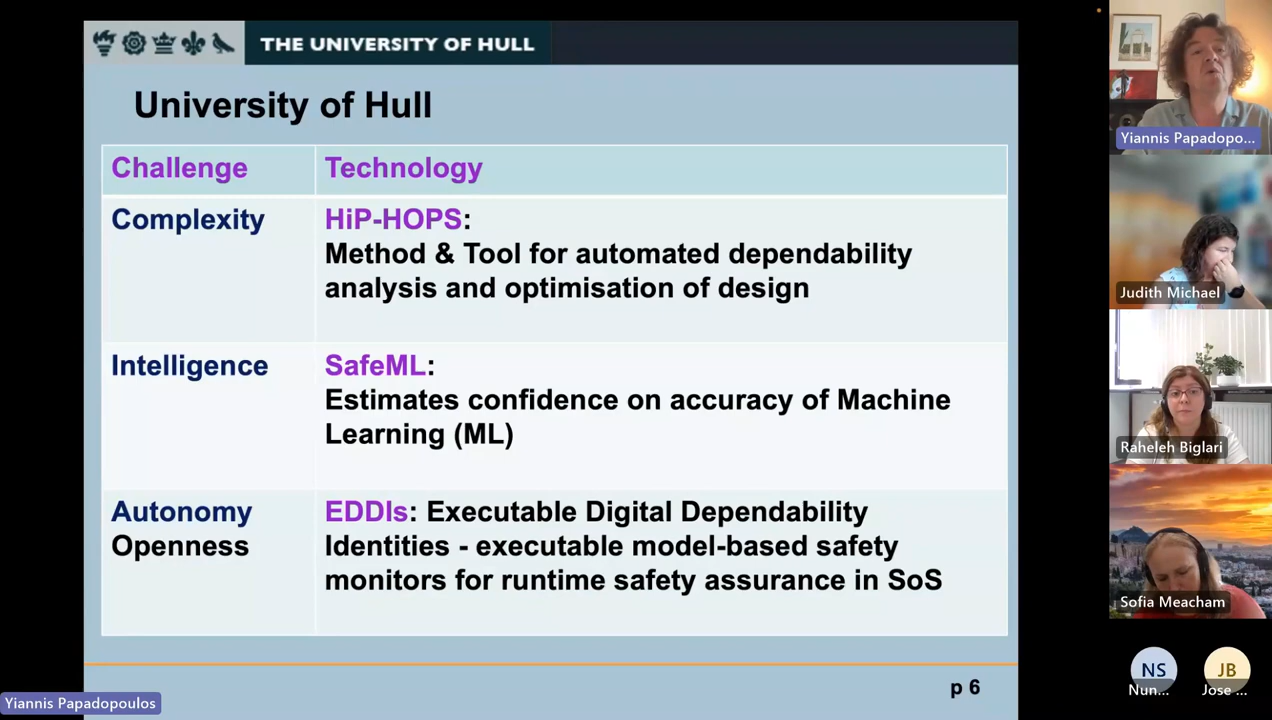 THE UNIVERSITY OF HULL
University of Hull
Challenge
Technology
Complexity
HiP-HOPS:
Method & Tool for automated dependability
analysis and optimisation of design
Intelligence
SafeML:
Estimates confidence on accuracy of Machine
Learning (ML)
Autonomy
Openness
EDDIs: Executable Digital Dependability
Identities - executable model-based safety
monitors for runtime safety assurance in SoS
p 6
Yiannis Papadopoulos
Yiannis Papadopo...
Judith Michael
Raheleh Biglari
Sofia Meacham
NS
Nun...
JB
Jose ...